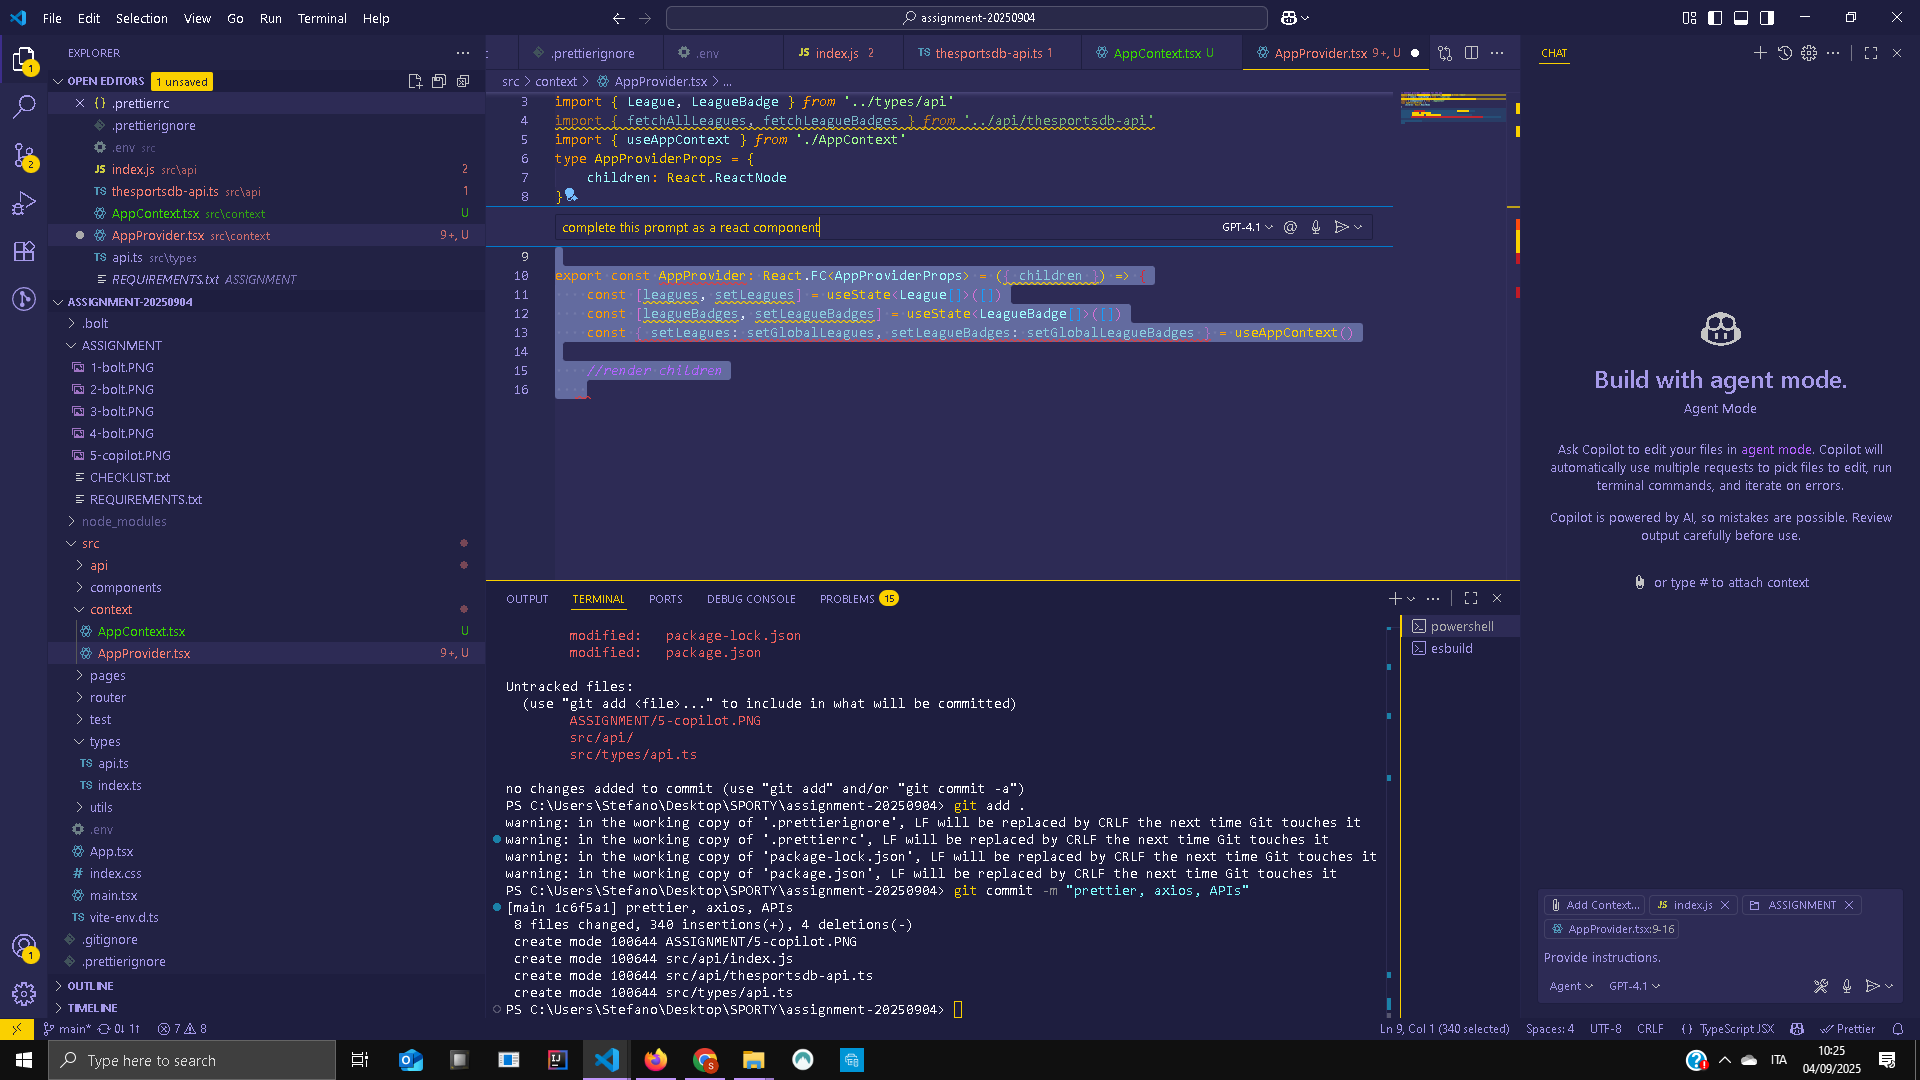 File Edit Selection View Go Run Terminal Help
assignment-20250904
EXPLORER
OPEN EDITORS 1 unsaved
.prettierrc
.prettierignore
.env src
index.js src\api 2
thesportsdb-api.ts src\api 1
AppContext.tsx src\context U
AppProvider.tsx src\context 9+, U
api.ts src\types
REQUIREMENTS.txt ASSIGNMENT
ASSIGNMENT-20250904
.bolt
ASSIGNMENT
1-bolt.PNG
2-bolt.PNG
3-bolt.PNG
4-bolt.PNG
5-copilot.PNG
CHECKLIST.txt
REQUIREMENTS.txt
node_modules
src
api
components
context
AppContext.tsx U
AppProvider.tsx 9+, U
pages
router
test
types
api.ts
index.ts
utils
.env
App.tsx
index.css
main.tsx
vite-env.d.ts
.gitignore
.prettierignore
OUTLINE
TIMELINE
.prettierignore .env index.js 2 thesportsdb-api.ts 1 AppContext.tsx U AppProvider.tsx 9+, U
src > context > AppProvider.tsx > ...
3 import { League, LeagueBadge } from '../types/api'
4 import { fetchAllLeagues, fetchLeagueBadges } from '../api/thesportsdb-api'
5 import { useAppContext } from './AppContext'
6 type AppProviderProps = {
7 children: React.ReactNode
8 }
complete this prompt as a react component GPT-4.1
9
10 export const AppProvider: React.FC<AppProviderProps> = ({ children }) => {
11 const [leagues, setLeagues] = useState<League[]>([])
12 const [leagueBadges, setLeagueBadges] = useState<LeagueBadge[]>([])
13 const { setLeagues: setGlobalLeagues, setLeagueBadges: setGlobalLeagueBadges } = useAppContext()
14
15 //render children
16
OUTPUT TERMINAL PORTS DEBUG CONSOLE PROBLEMS 15
modified: package-lock.json
modified: package.json
Untracked files:
(use "git add <file>..." to include in what will be committed)
ASSIGNMENT/5-copilot.PNG
src/api/
src/types/api.ts
no changes added to commit (use "git add" and/or "git commit -a")
PS C:\Users\Stefano\Desktop\SPORTY\assignment-20250904> git add .
warning: in the working copy of '.prettierignore', LF will be replaced by CRLF the next time Git touches it
warning: in the working copy of '.prettierrc', LF will be replaced by CRLF the next time Git touches it
warning: in the working copy of 'package-lock.json', LF will be replaced by CRLF the next time Git touches it
warning: in the working copy of 'package.json', LF will be replaced by CRLF the next time Git touches it
PS C:\Users\Stefano\Desktop\SPORTY\assignment-20250904> git commit -m "prettier, axios, APIs"
[main 1c6f5a1] prettier, axios, APIs
8 files changed, 340 insertions(+), 4 deletions(-)
create mode 100644 ASSIGNMENT/5-copilot.PNG
create mode 100644 src/api/index.js
create mode 100644 src/api/thesportsdb-api.ts
create mode 100644 src/types/api.ts
PS C:\Users\Stefano\Desktop\SPORTY\assignment-20250904>
powershell
esbuild
CHAT
Build with agent mode.
Agent Mode
Ask Copilot to edit your files in agent mode. Copilot will
automatically use multiple requests to pick files to edit, run
terminal commands, and iterate on errors.
Copilot is powered by AI, so mistakes are possible. Review
output carefully before use.
or type # to attach context
Add Context... index.js ASSIGNMENT
AppProvider.tsx:9-16
Provide instructions.
Agent GPT-4.1
main* 0↓ 1↑ 7 8
Ln 9, Col 1 (340 selected) Spaces: 4 UTF-8 CRLF {} TypeScript JSX Prettier
Type here to search
ITA
10:25
04/09/2025